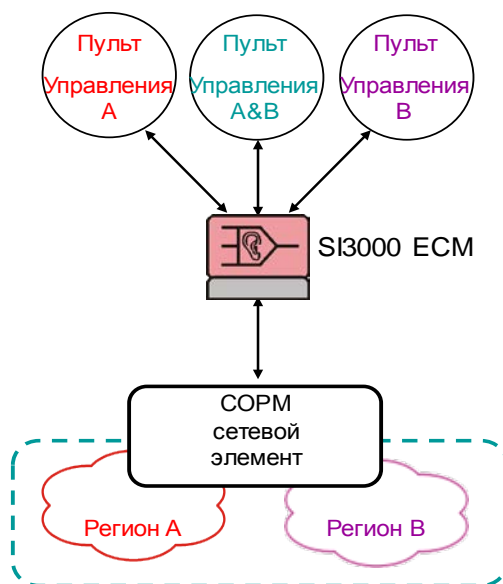 Пульт
Управления
A
Пульт
Управления
A&B
Пульт
Управления
B
SI3000 ECM
СОРМ
сетевой
элемент
Регион A
Регион B